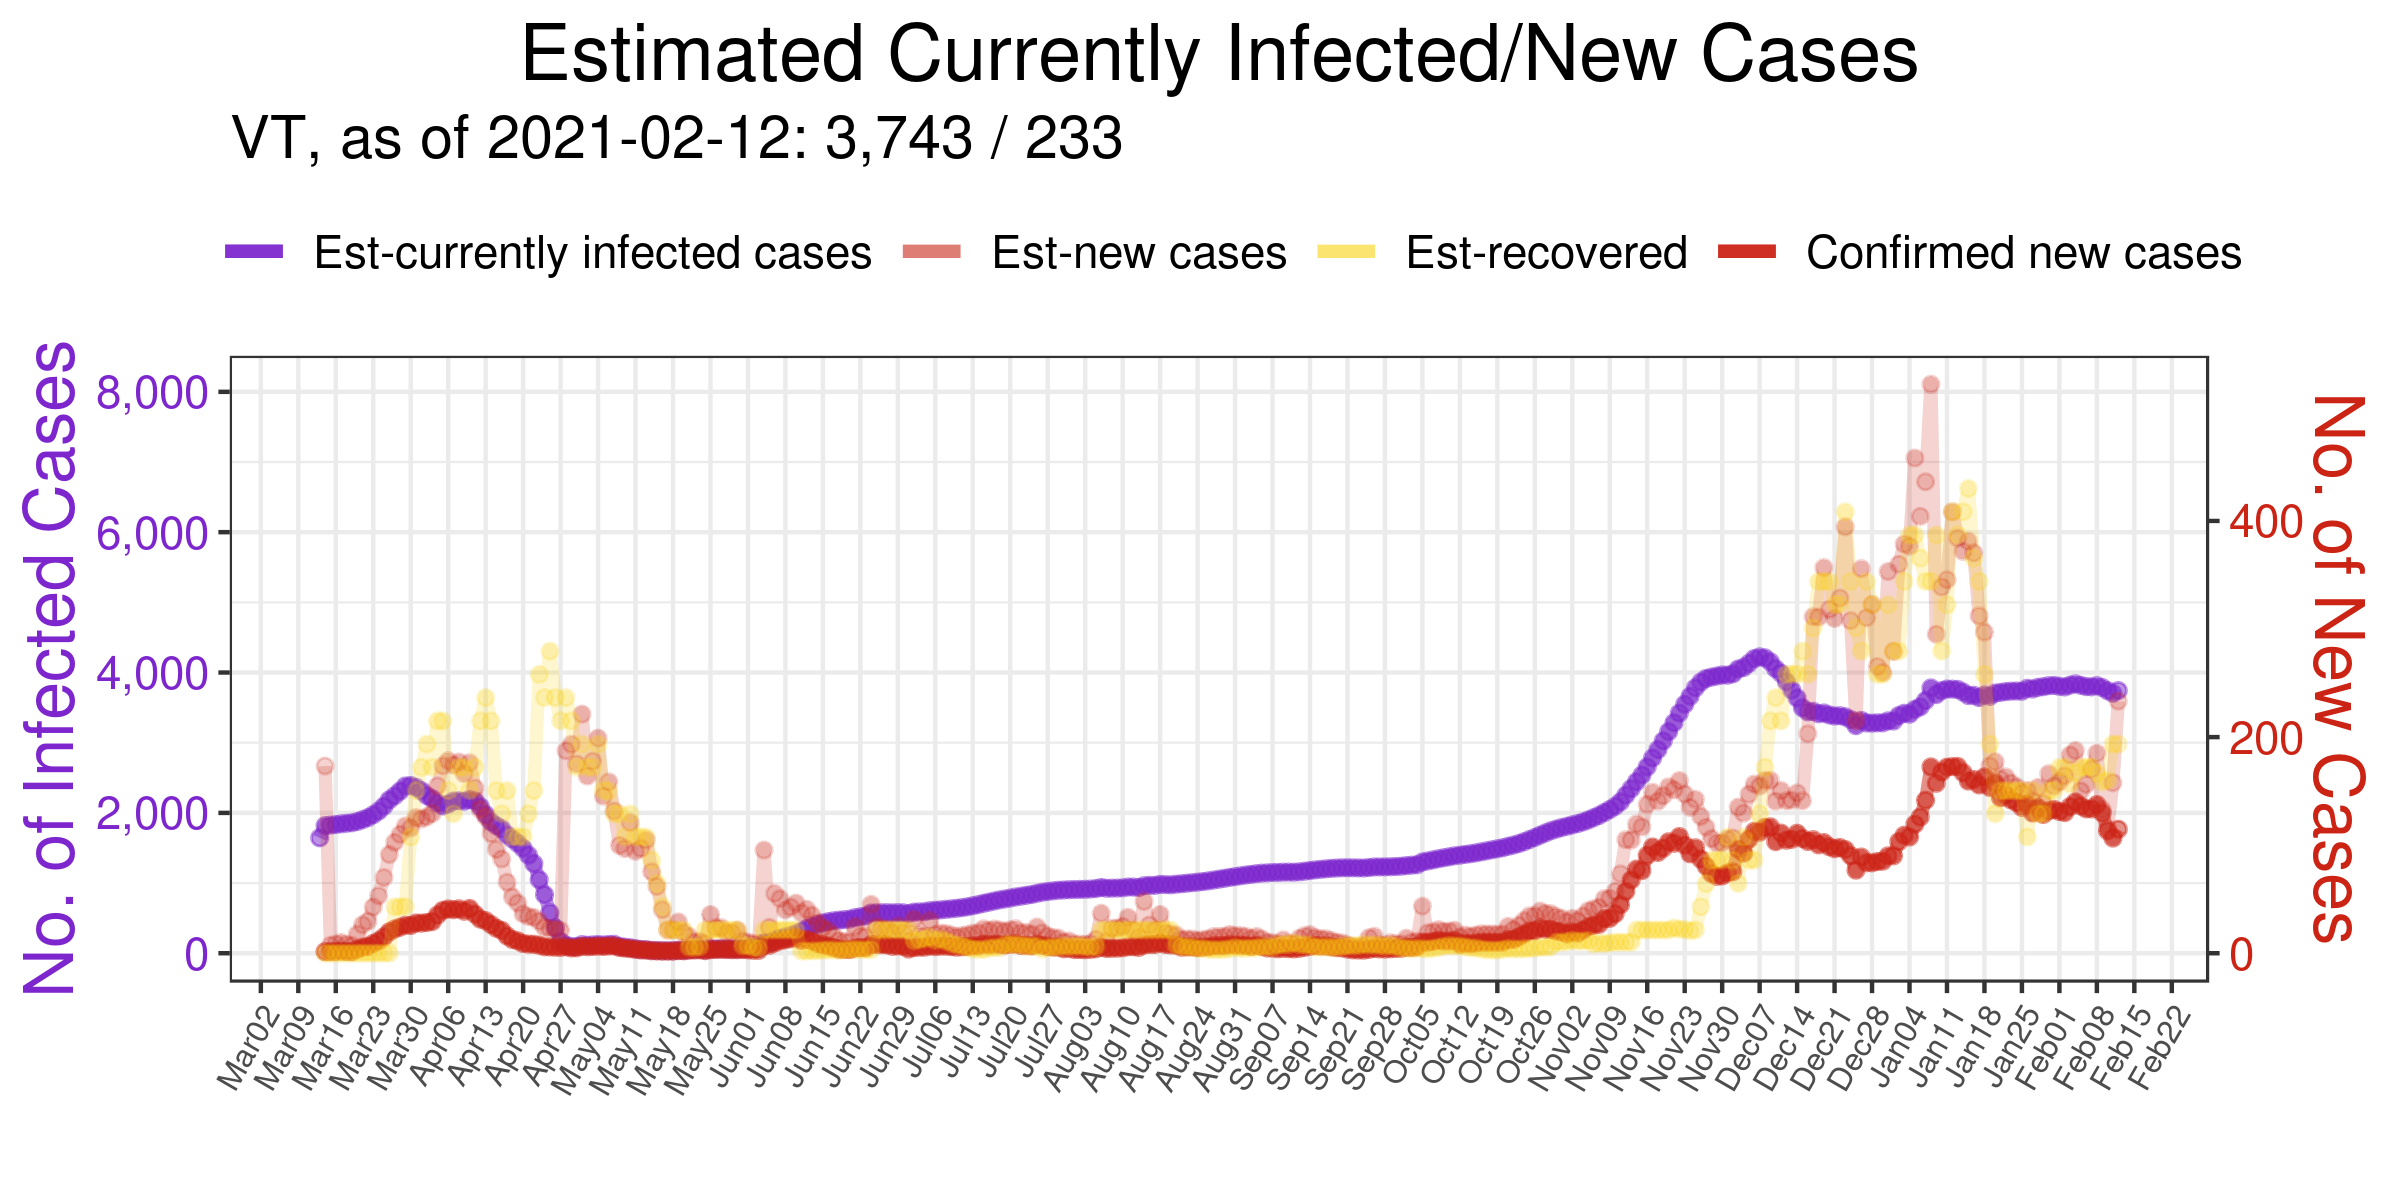 Estimated Currently Infected/New Cases
VT, as of 2021-02-12: 3,743 / 233
Est-currently infected cases Est-new cases Est-recovered Confirmed new cases
No. of Infected Cases
8,000
6,000
4,000
2,000
0
No. of New Cases
400
200
0
Mar02 Mar09 Mar16 Mar23 Mar30 Apr06 Apr13 Apr20 Apr27 May04 May11 May18 May25 Jun01 Jun08 Jun15 Jun22 Jun29 Jul06 Jul13 Jul20 Jul27 Aug03 Aug10 Aug17 Aug24 Aug31 Sep07 Sep14 Sep21 Sep28 Oct05 Oct12 Oct19 Oct26 Nov02 Nov09 Nov16 Nov23 Nov30 Dec07 Dec14 Dec21 Dec28 Jan04 Jan11 Jan18 Jan25 Feb01 Feb08 Feb15 Feb22